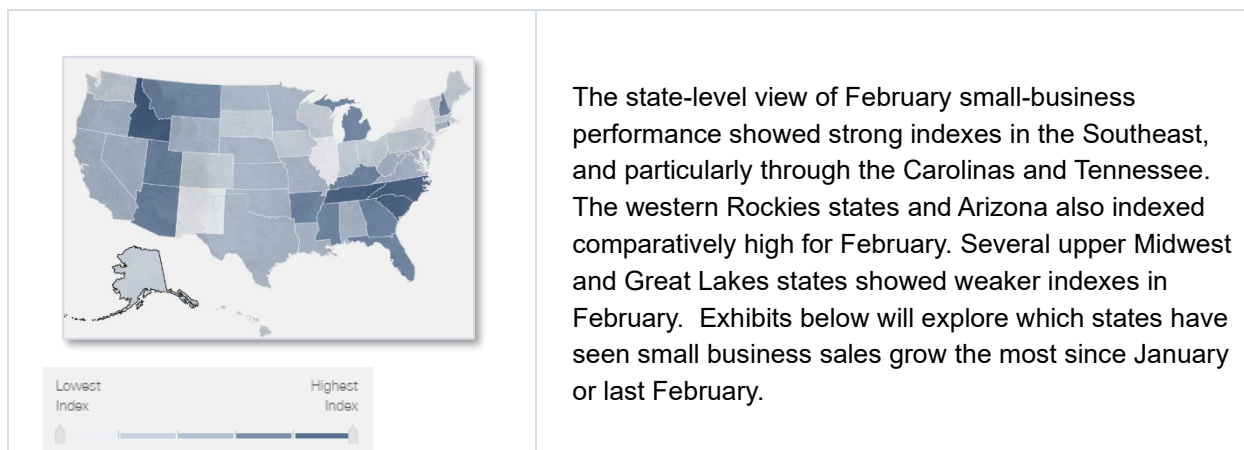 The state-level view of February small-business
performance showed strong indexes in the Southeast,
and particularly through the Carolinas and Tennessee.
The western Rockies states and Arizona also indexed
comparatively high for February. Several upper Midwest
and Great Lakes states showed weaker indexes in
February.  Exhibits below will explore which states have
seen small business sales grow the most since January
or last February.
Lowest
Index
Highest
Index